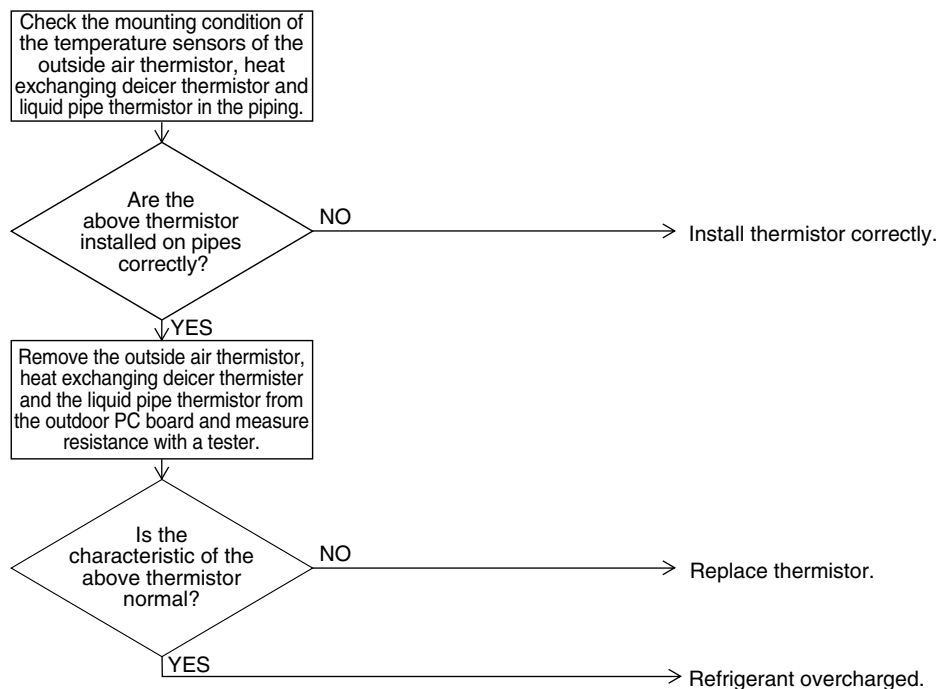 Check the mounting condition of
the temperature sensors of the
outside air thermistor, heat
exchanging deicer thermistor and
liquid pipe thermistor in the piping.
Are the
above thermistor
installed on pipes
correctly?
NO
Install thermistor correctly.
YES
Remove the outside air thermistor,
heat exchanging deicer thermister
and the liquid pipe thermistor from
the outdoor PC board and measure
resistance with a tester.
Is the
characteristic of the
above thermistor
normal?
NO
Replace thermistor.
YES
Refrigerant overcharged.